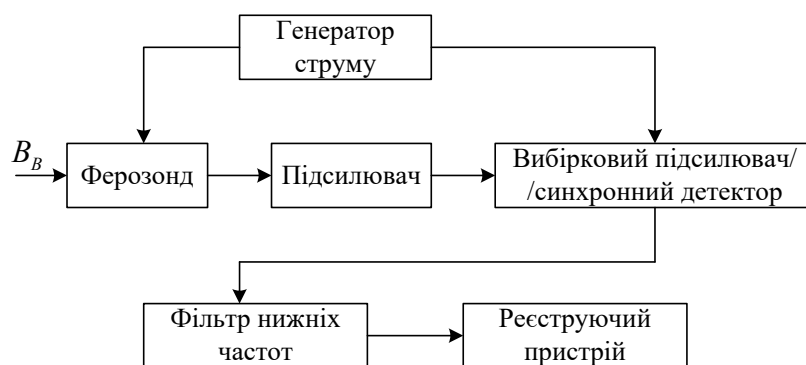 Генератор
струму
B_B
Ферозонд
Підсилювач
Вибірковий підсилювач/
/синхронний детектор
Фільтр нижніх
частот
Реєструючий
пристрій